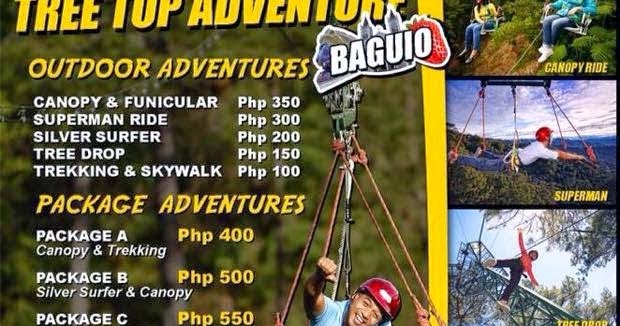 TREE TOP ADVENTURE
BAGUIO
OUTDOOR ADVENTURES
CANOPY & FUNICULAR Php 350
SUPERMAN RIDE Php 300
SILVER SURFER Php 200
TREE DROP Php 150
TREKKING & SKYWALK Php 100
PACKAGE ADVENTURES
PACKAGE A Php 400
Canopy & Trekking
PACKAGE B Php 500
Silver Surfer & Canopy
PACKAGE C Php 550
CANOPY RIDE
SUPERMAN
TREE DROP